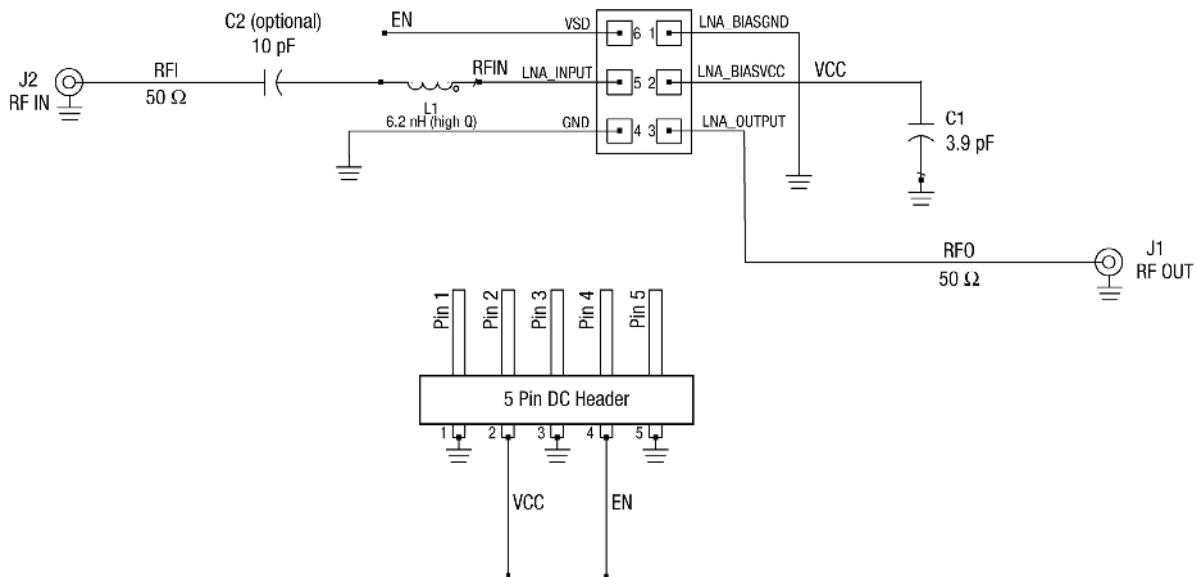 C2 (optional)
10 pF
EN
VSD
6 1
LNA_BIASGND
J2
RF IN
RFI
50 Ω
RFIN
LNA_INPUT
5 2
LNA_BIASVCC
VCC
L1
6.2 nH (high Q)
GND
4 3
LNA_OUTPUT
C1
3.9 pF
RFO
50 Ω
J1
RF OUT
Pin 1
Pin 2
Pin 3
Pin 4
Pin 5
5 Pin DC Header
1 2 3 4 5
VCC
EN